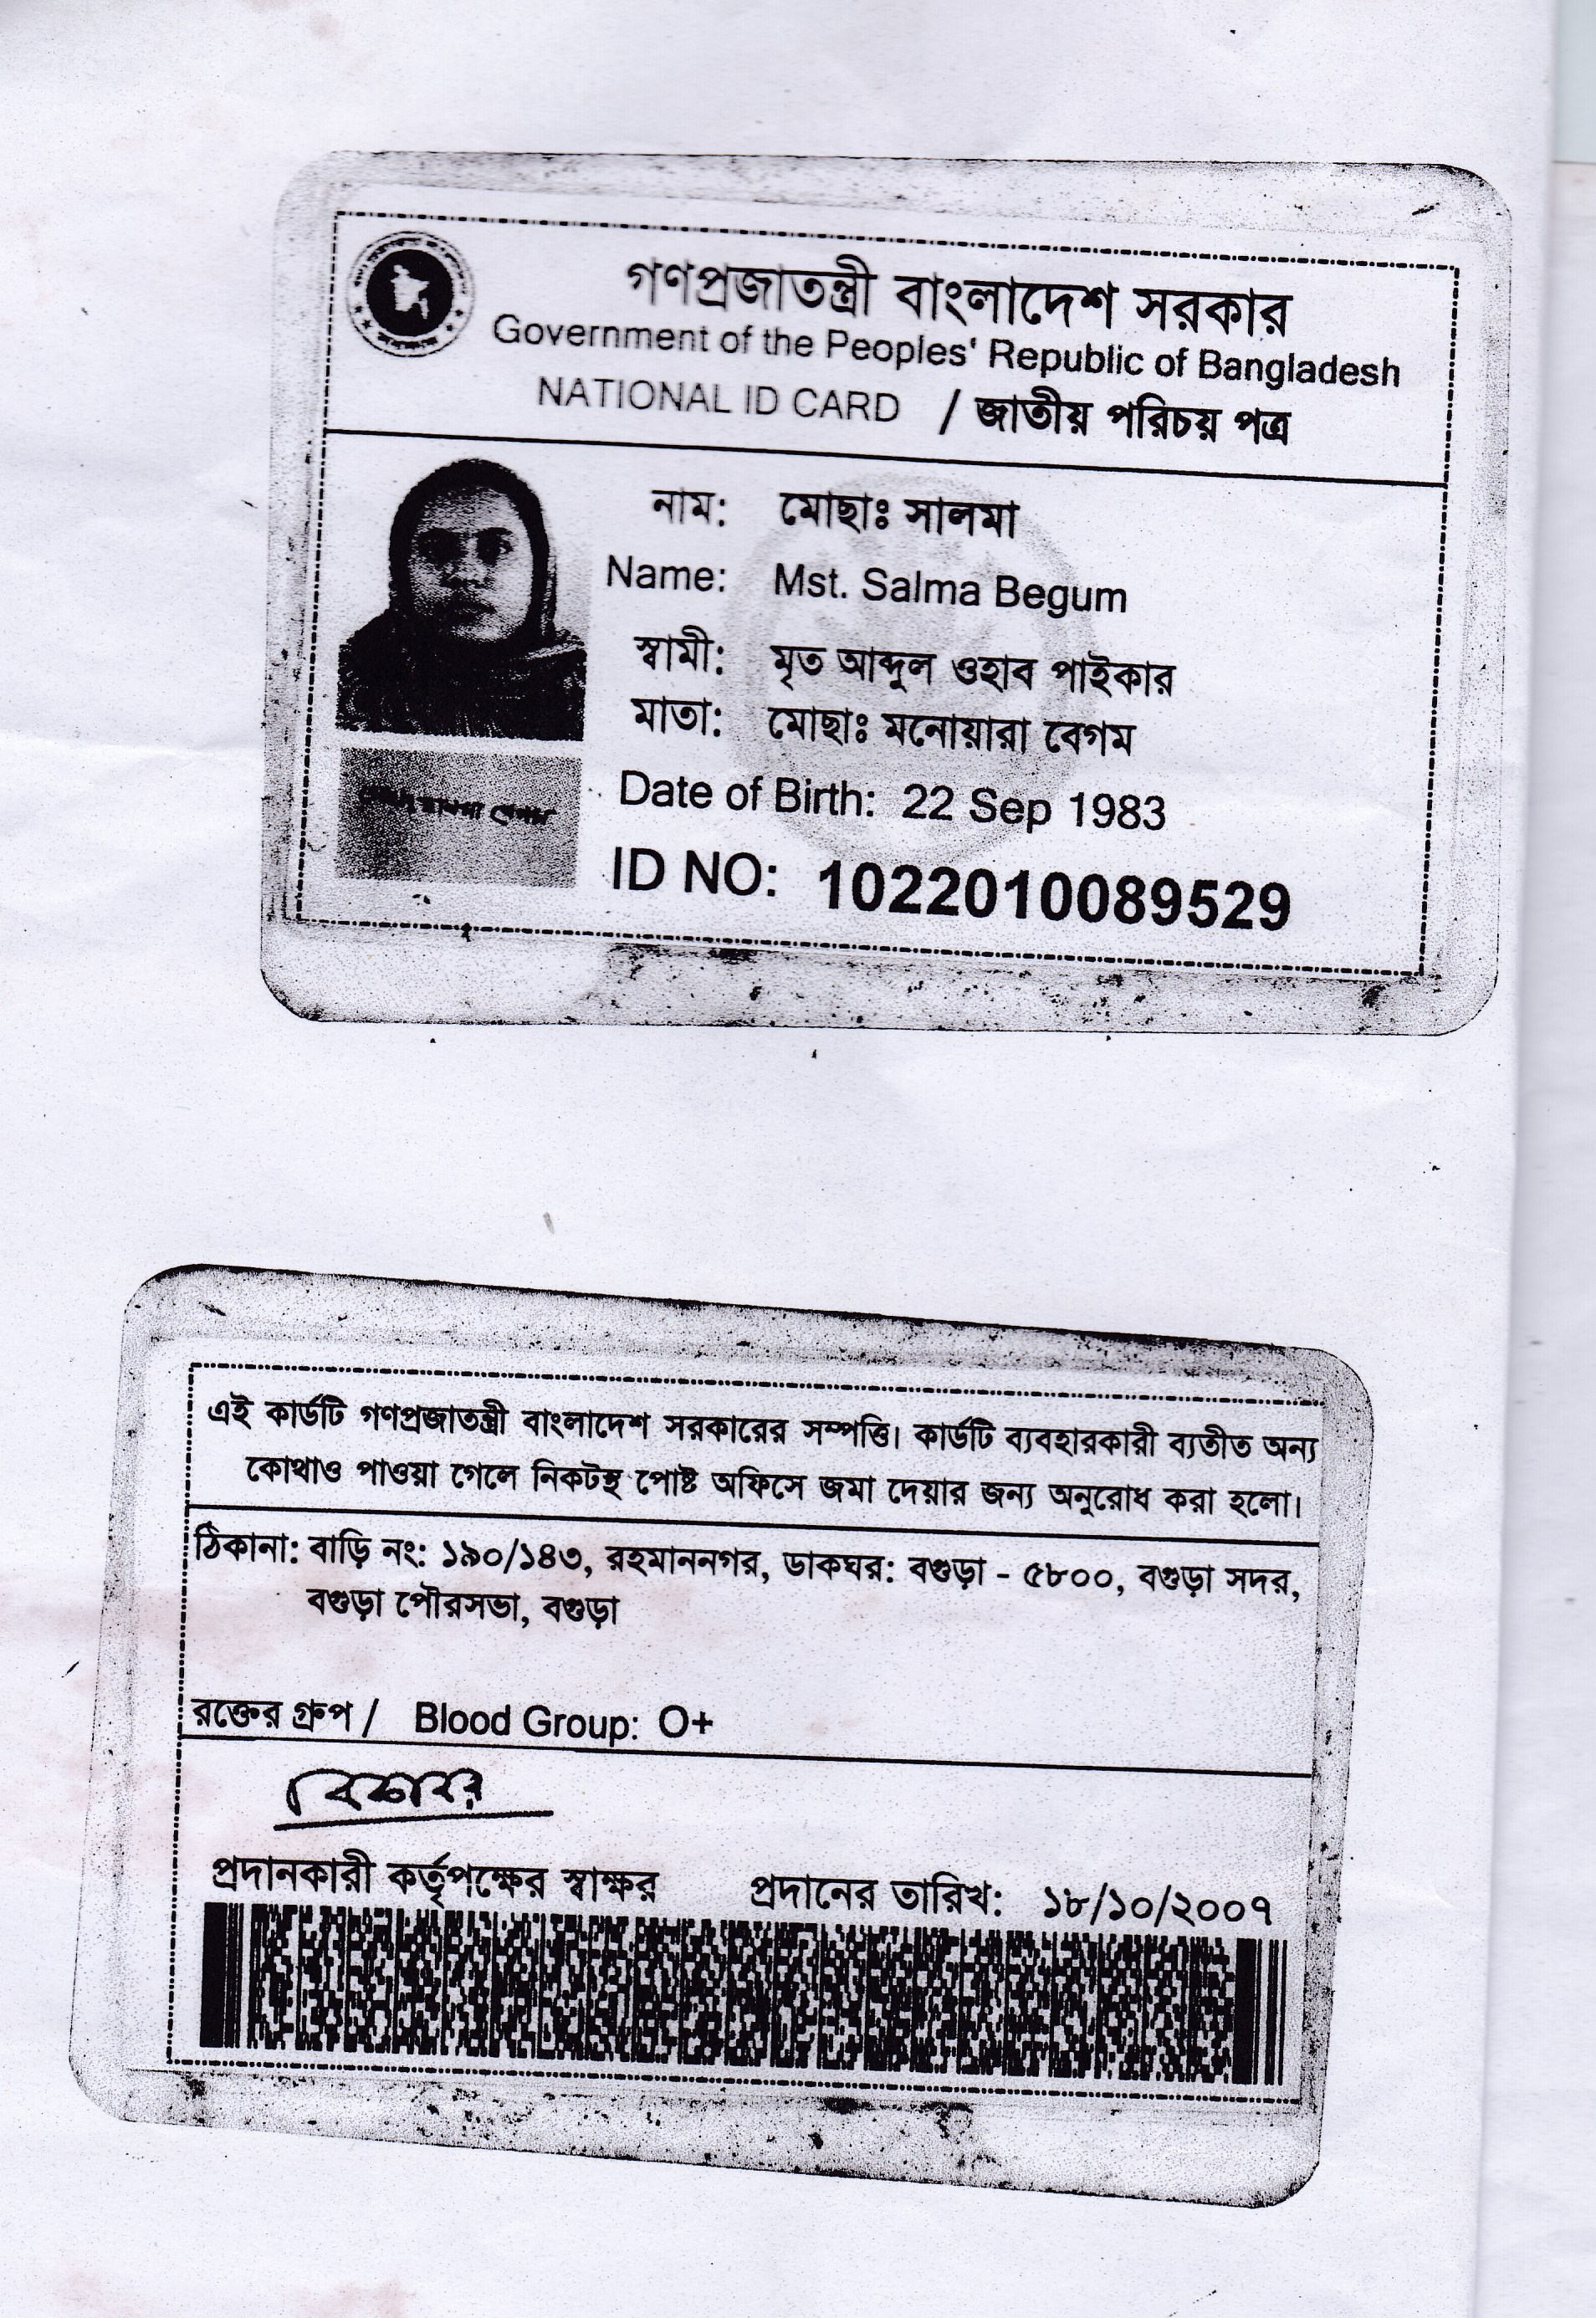 গণপ্রজাতন্ত্রী বাংলাদেশ সরকার
Government of the Peoples' Republic of Bangladesh
NATIONAL ID CARD / জাতীয় পরিচয় পত্র
নাম: মোছাঃ সালমা
Name: Mst. Salma Begum
স্বামী: মৃত আব্দুল ওহাব পাইকার
মাতা: মোছাঃ মনোয়ারা বেগম
Date of Birth: 22 Sep 1983
ID NO: 1022010089529
এই কার্ডটি গণপ্রজাতন্ত্রী বাংলাদেশ সরকারের সম্পত্তি। কার্ডটি ব্যবহারকারী ব্যতীত অন্য
কোথাও পাওয়া গেলে নিকটস্থ পোষ্ট অফিসে জমা দেয়ার জন্য অনুরোধ করা হলো।
ঠিকানা: বাড়ি নং: ১৯০/১৪৩, রহমাননগর, ডাকঘর: বগুড়া - ৫৮০০, বগুড়া সদর,
বগুড়া পৌরসভা, বগুড়া
রক্তের গ্রুপ / Blood Group: O+
প্রদানকারী কর্তৃপক্ষের স্বাক্ষর প্রদানের তারিখ: ১৮/১০/২০০৭